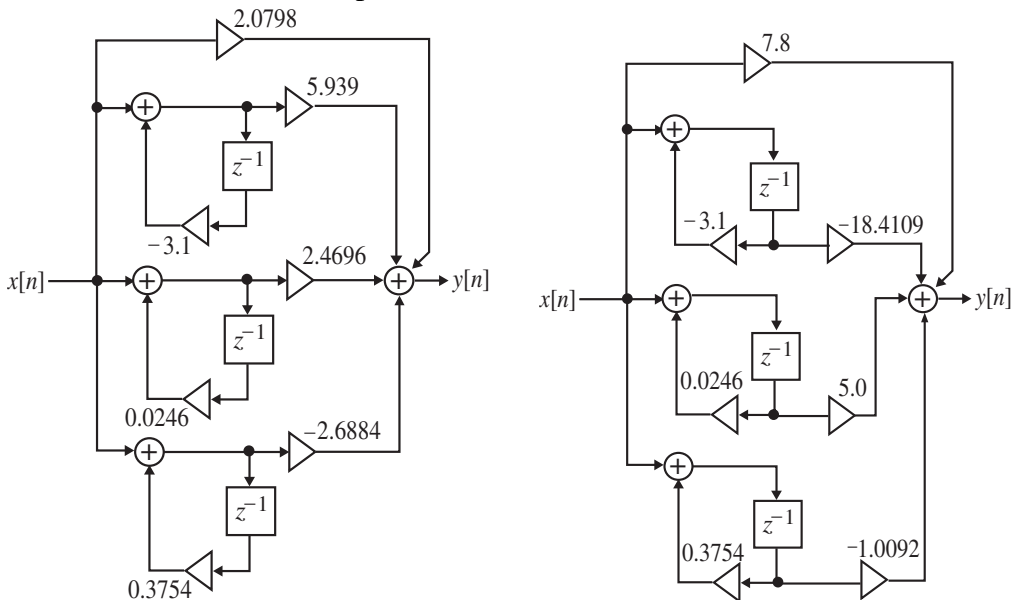 2.0798
5.939
z⁻¹
−3.1
x[n]
2.4696
y[n]
z⁻¹
0.0246
−2.6884
z⁻¹
0.3754
7.8
z⁻¹
−3.1
−18.4109
x[n]
y[n]
z⁻¹
0.0246
5.0
z⁻¹
0.3754
−1.0092